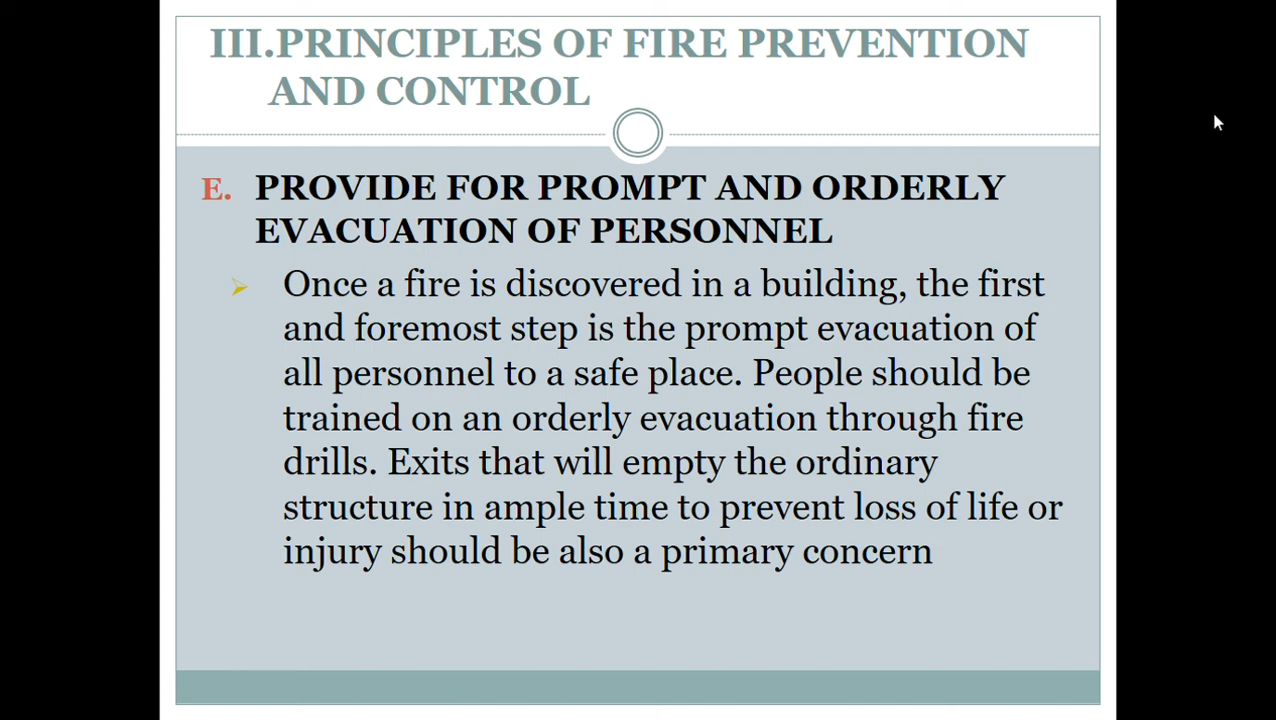 III.PRINCIPLES OF FIRE PREVENTION
AND CONTROL
E. PROVIDE FOR PROMPT AND ORDERLY
EVACUATION OF PERSONNEL
Once a fire is discovered in a building, the first
and foremost step is the prompt evacuation of
all personnel to a safe place. People should be
trained on an orderly evacuation through fire
drills. Exits that will empty the ordinary
structure in ample time to prevent loss of life or
injury should be also a primary concern